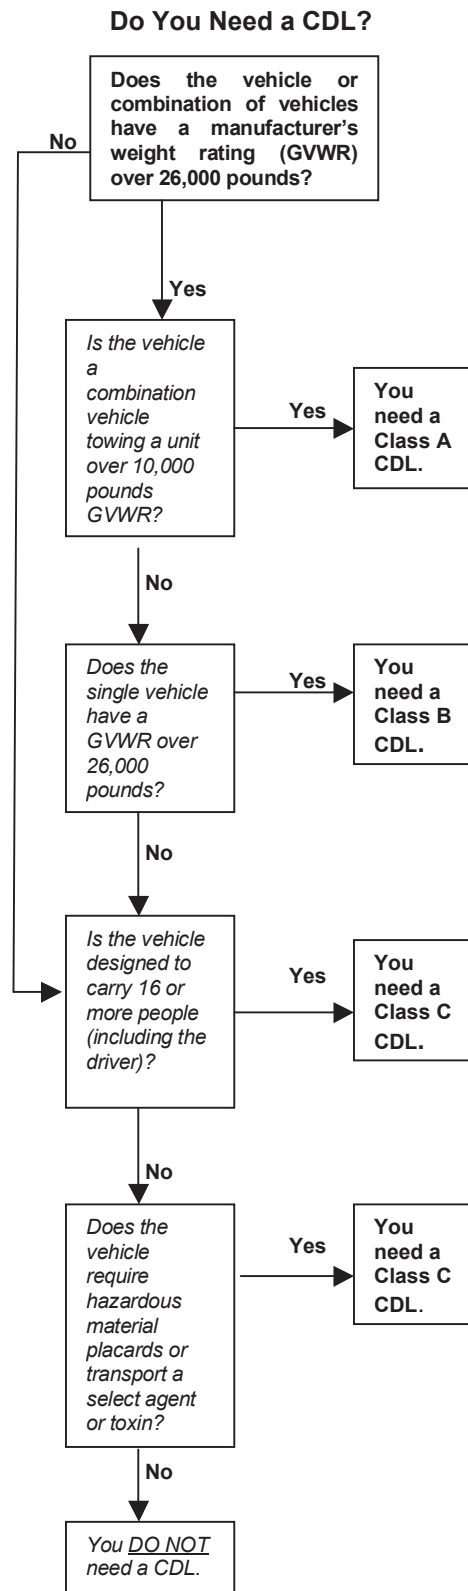 Do You Need a CDL?
Does the vehicle or
combination of vehicles
have a manufacturer's
weight rating (GVWR)
over 26,000 pounds?
No
Yes
Is the vehicle
a
combination
vehicle
towing a unit
over 10,000
pounds
GVWR?
Yes
You
need a
Class A
CDL.
No
Does the
single vehicle
have a
GVWR over
26,000
pounds?
Yes
You
need a
Class B
CDL.
No
Is the vehicle
designed to
carry 16 or
more people
(including the
driver)?
Yes
You
need a
Class C
CDL.
No
Does the
vehicle
require
hazardous
material
placards or
transport a
select agent
or toxin?
Yes
You
need a
Class C
CDL.
No
You DO NOT
need a CDL.